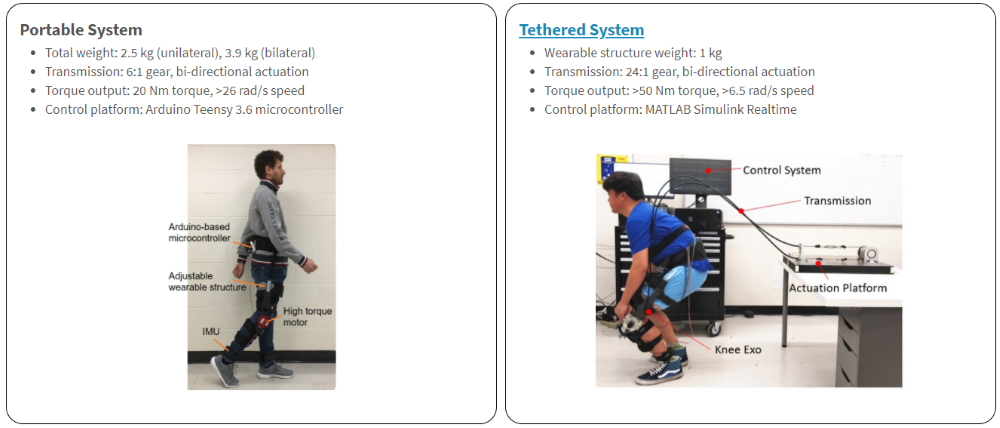 Portable System
Total weight: 2.5 kg (unilateral), 3.9 kg (bilateral)
Transmission: 6:1 gear, bi-directional actuation
Torque output: 20 Nm torque, >26 rad/s speed
Control platform: Arduino Teensy 3.6 microcontroller
Arduino-based
microcontroller
Adjustable
wearable structure
High torque
motor
IMU
Tethered System
Wearable structure weight: 1 kg
Transmission: 24:1 gear, bi-directional actuation
Torque output: >50 Nm torque, >6.5 rad/s speed
Control platform: MATLAB Simulink Realtime
Control System
Transmission
Actuation Platform
Knee Exo